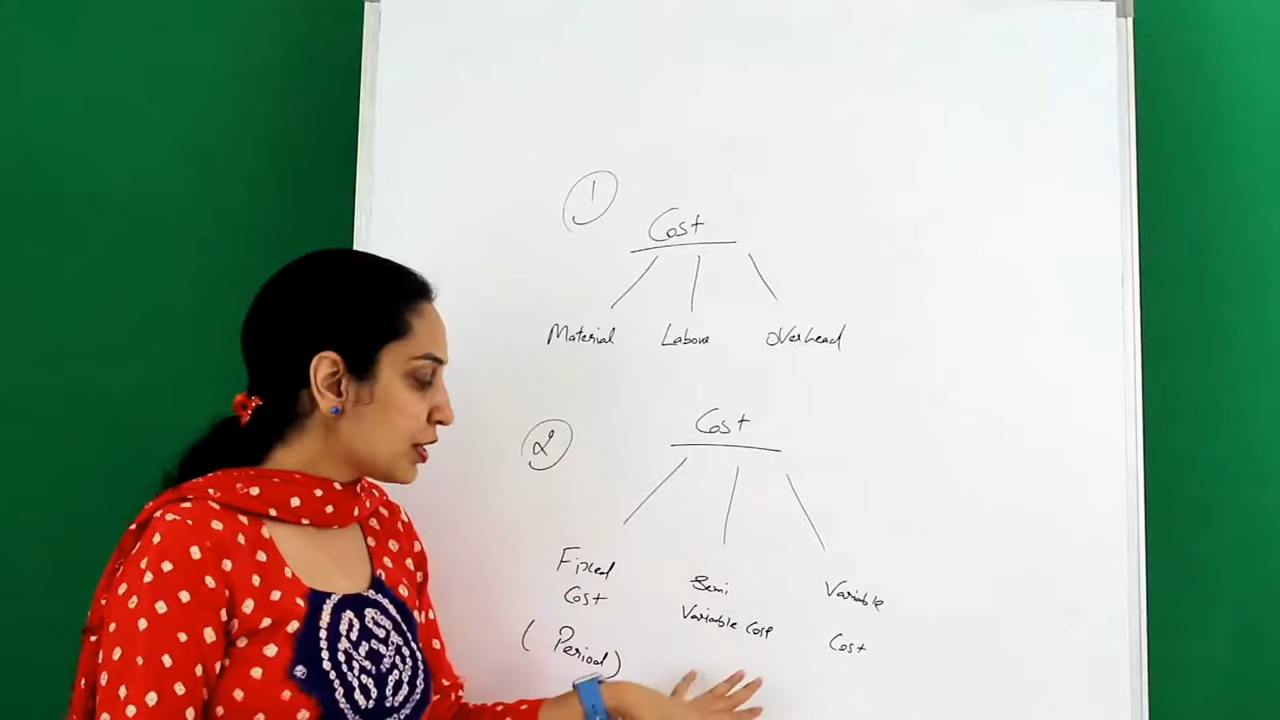 1
Cost
Material Labour Overhead
2
Cost
Fixed Semi Variable
Cost Variable Cost Cost
(Period)